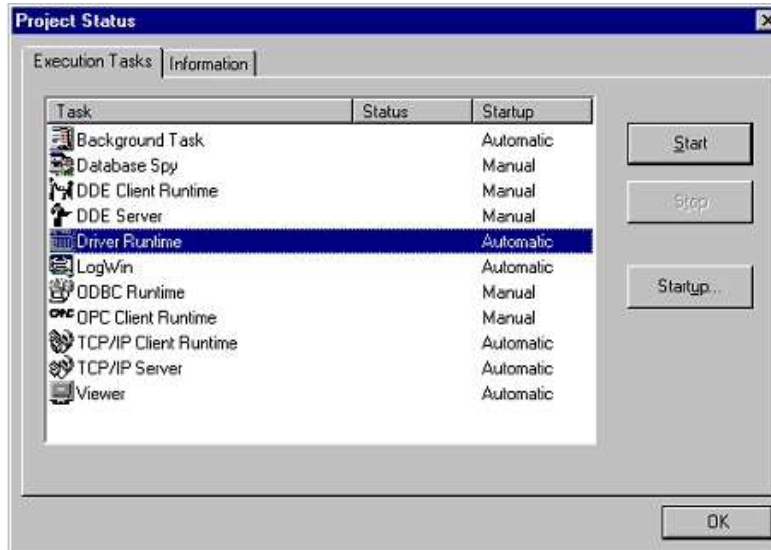 Project Status
Execution Tasks Information
Task Status Startup
Background Task Automatic
Database Spy Manual
DDE Client Runtime Manual
DDE Server Manual
Driver Runtime Automatic
LogWin Automatic
ODBC Runtime Manual
OPC Client Runtime Manual
TCP/IP Client Runtime Automatic
TCP/IP Server Automatic
Viewer Automatic
Start
Stop
Startup...
OK